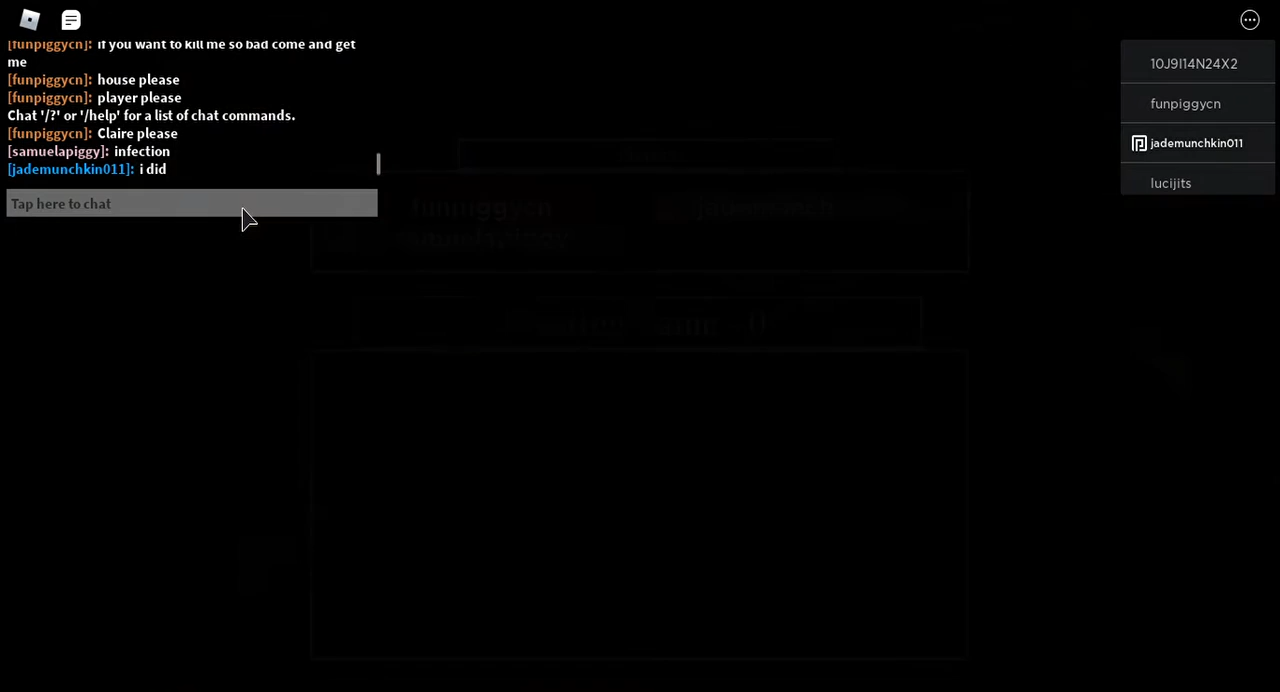 [funpiggycn]: if you want to kill me so bad come and get
me
[funpiggycn]: house please
[funpiggycn]: player please
Chat '/?' or '/help' for a list of chat commands.
[funpiggycn]: Claire please
[samuelapiggy]: infection
[jademunchkin011]: i did
Tap here to chat
10J9I14N24X2
funpiggycn
jademunchkin011
lucijits
funpiggycn